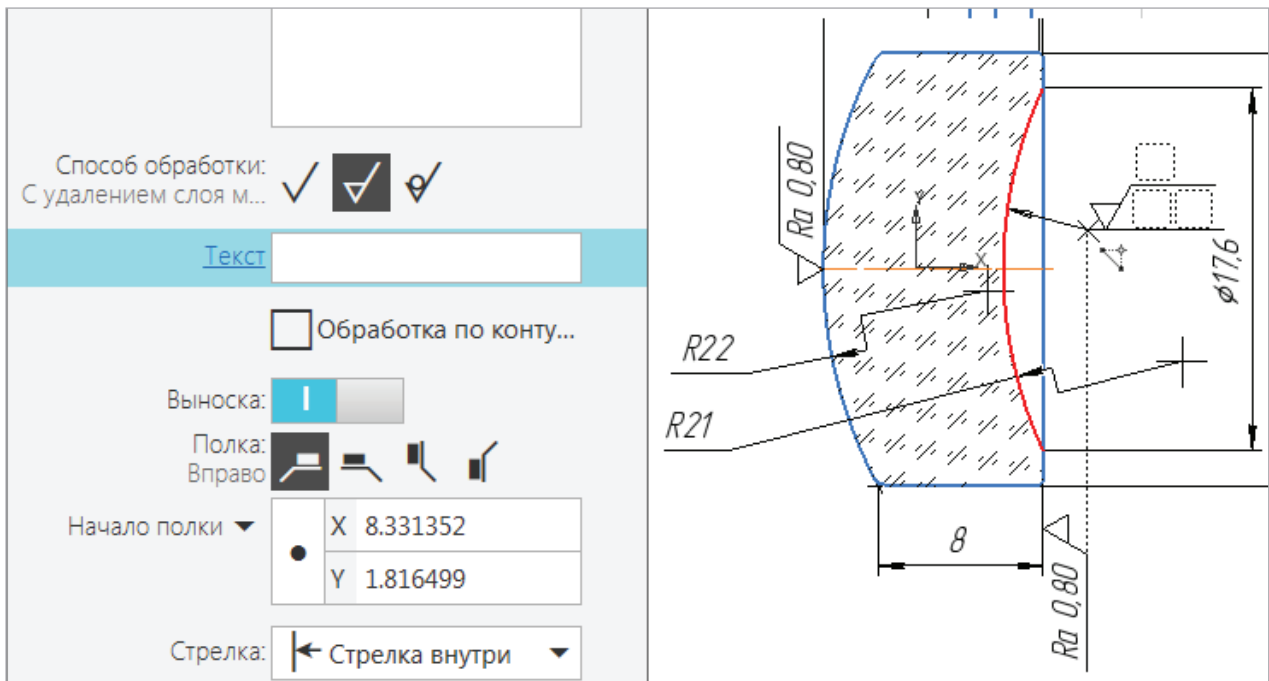 Способ обработки:
С удалением слоя м...
Текст
Обработка по конту...
Выноска:
Полка:
Вправо
Начало полки
X 8.331352
Y 1.816499
Стрелка:
Стрелка внутри
Ra 0,80
Y
X
R22
R21
⌀17,6
8
Ra 0,80